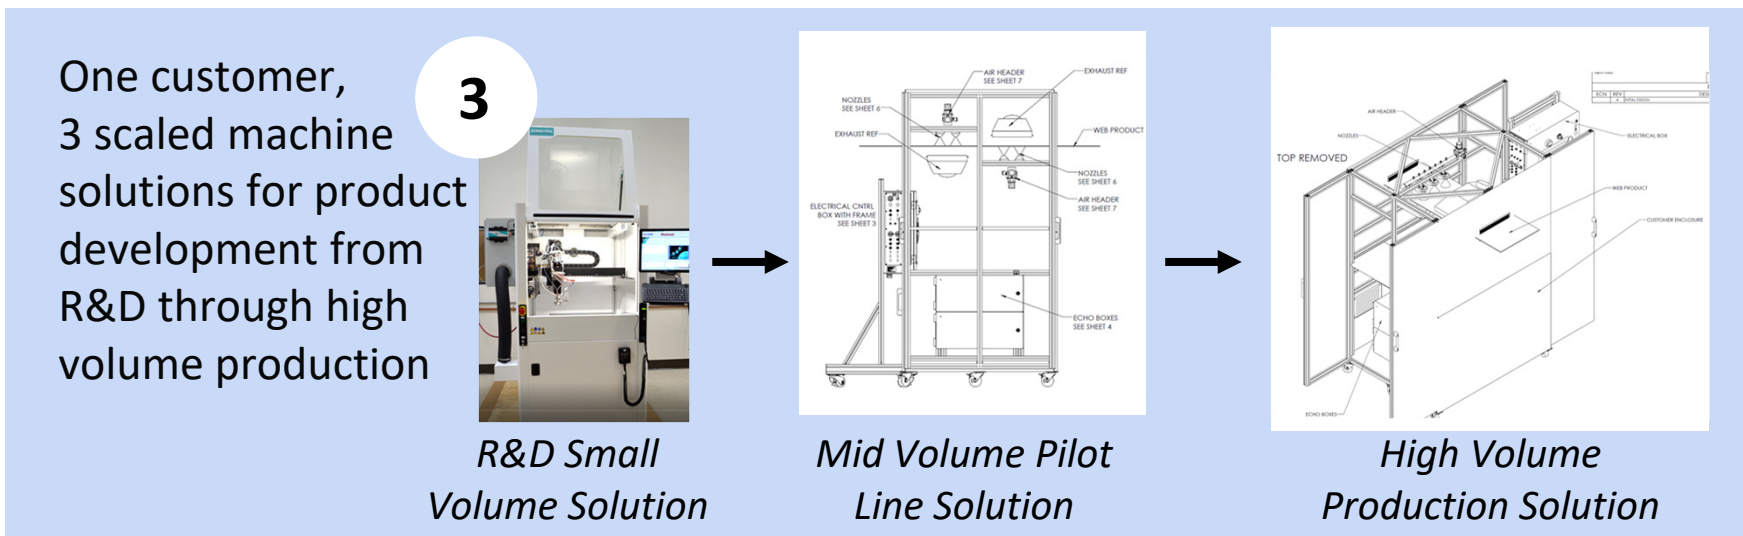 One customer,
3 scaled machine
solutions for product
development from
R&D through high
volume production
3
AIR HEADER
SEE SHEET 7
EXHAUST REF
NOZZLES
SEE SHEET 6
EXHAUST REF
WEB PRODUCT
NOZZLES
SEE SHEET 6
AIR HEADER
SEE SHEET 7
ELECTRICAL CNTRL
BOX WITH FRAME
SEE SHEET 3
ECHO BOXES
SEE SHEET 4
ECN REV
A INITIAL DESIGN
AIR HEADER
NOZZLES
ELECTRICAL BOX
TOP REMOVED
WEB PRODUCT
CUSTOMER ENCLOSURE
ECHO BOXES
R&D Small
Volume Solution
Mid Volume Pilot
Line Solution
High Volume
Production Solution